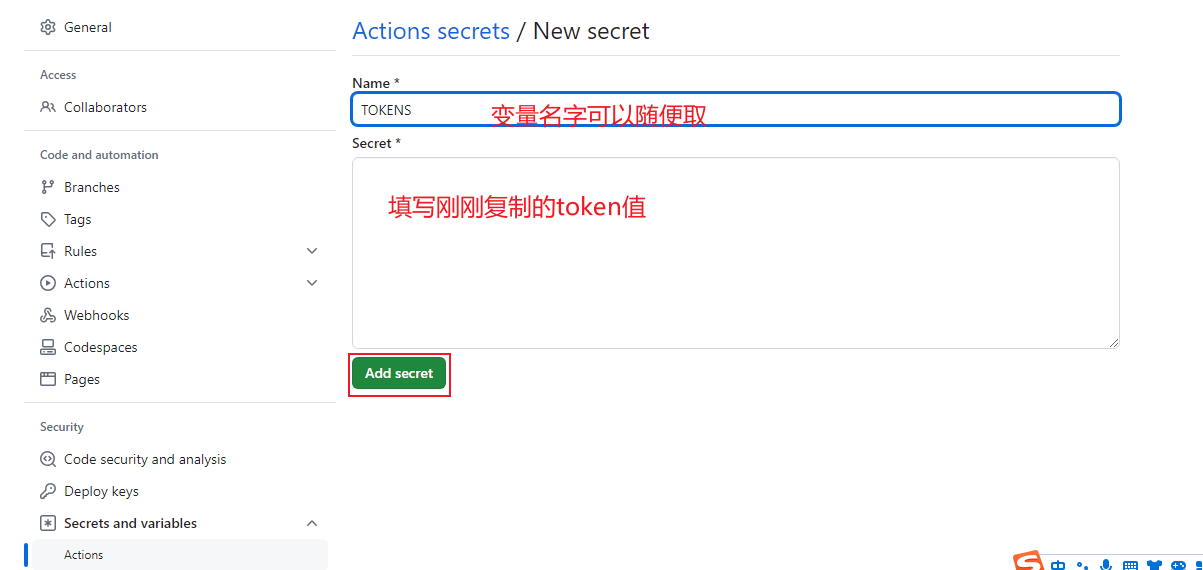 General
Access
Collaborators
Code and automation
Branches
Tags
Rules
Actions
Webhooks
Codespaces
Pages
Security
Code security and analysis
Deploy keys
Secrets and variables
Actions
Actions secrets / New secret
Name *
TOKENS
变量名字可以随便取
Secret *
填写刚刚复制的token值
Add secret
中